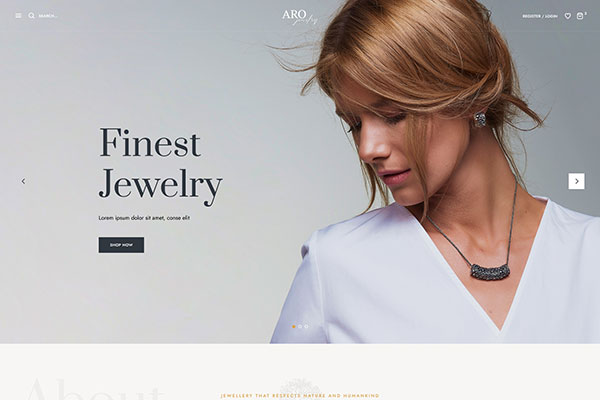 SEARCH...
ARO
jewelry
REGISTER / LOGIN
0
Finest
Jewelry
Lorem ipsum dolor sit amet, conse elit
SHOP NOW
About
JEWELLERY THAT RESPECTS NATURE AND HUMANKING